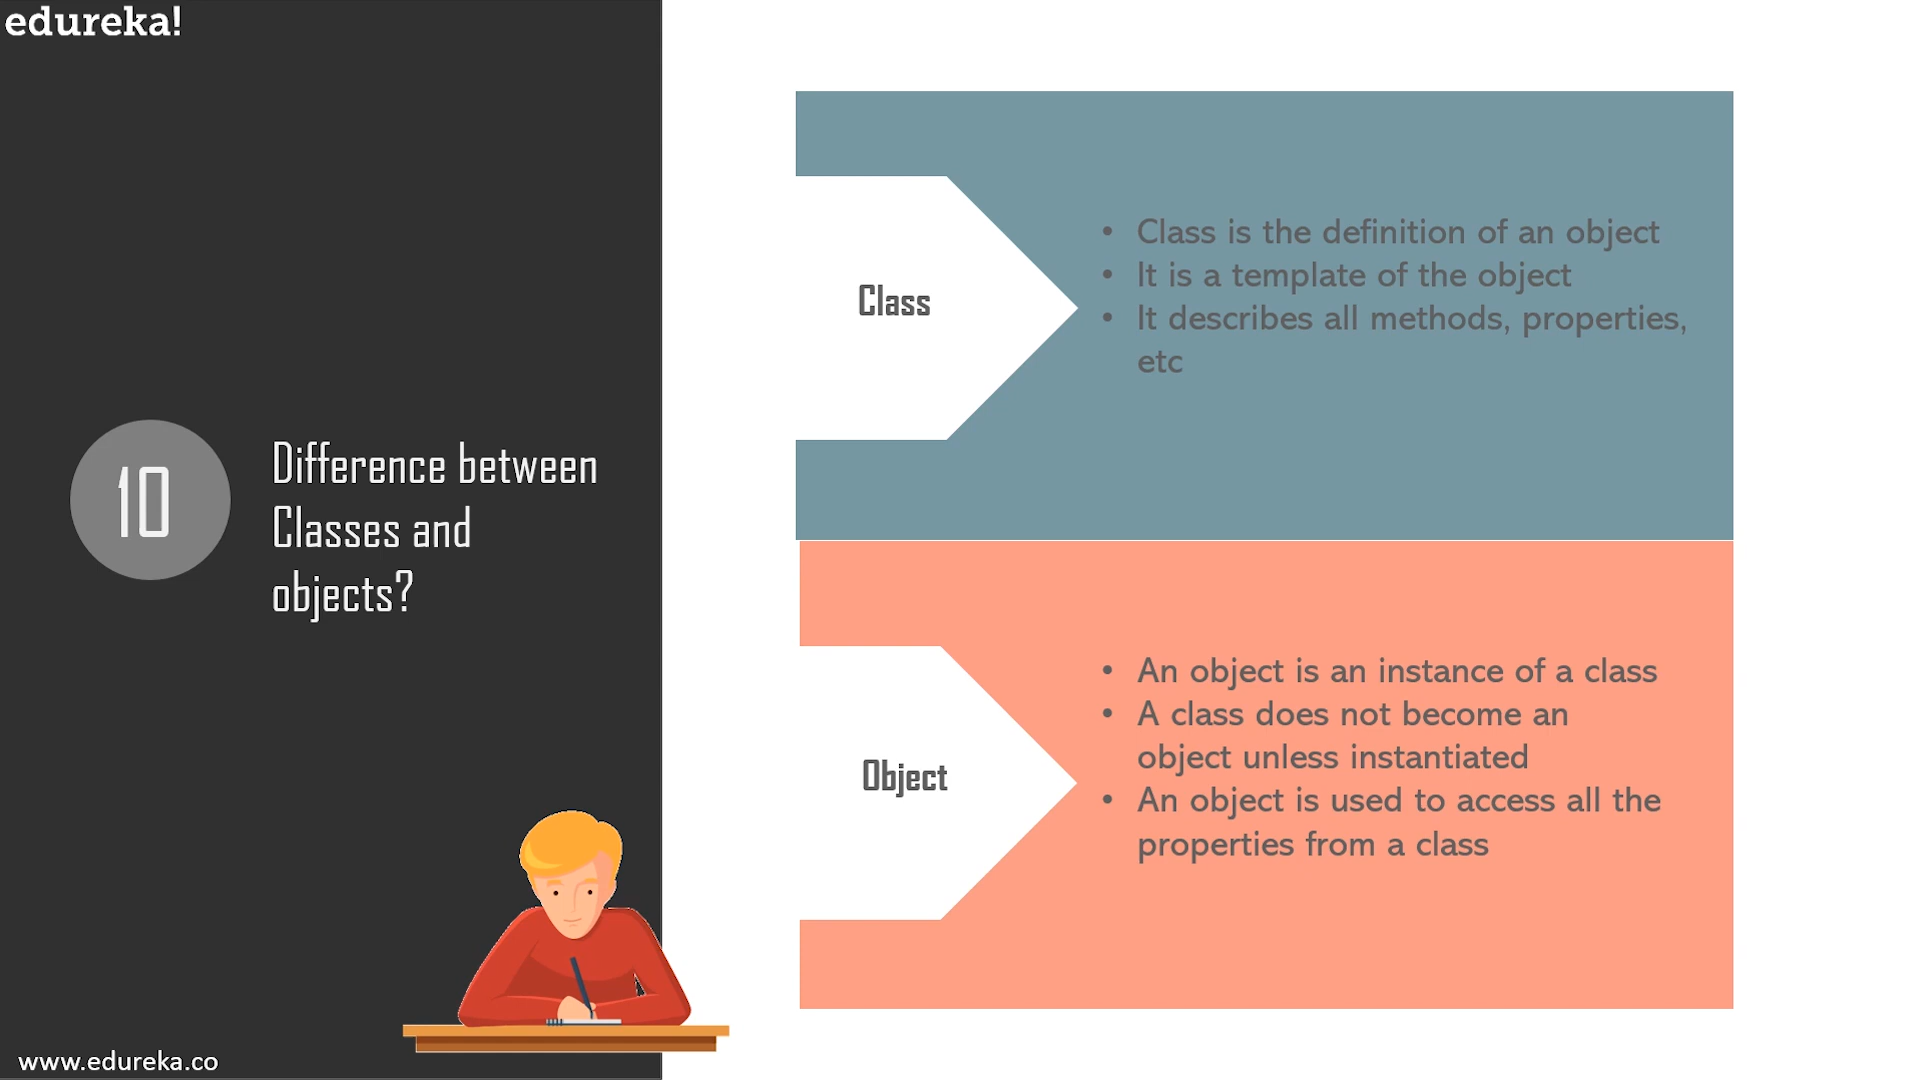 edureka!
10
Difference between
Classes and
objects?
www.edureka.co
Class
• Class is the definition of an object
• It is a template of the object
• It describes all methods, properties,
etc
Object
• An object is an instance of a class
• A class does not become an
object unless instantiated
• An object is used to access all the
properties from a class